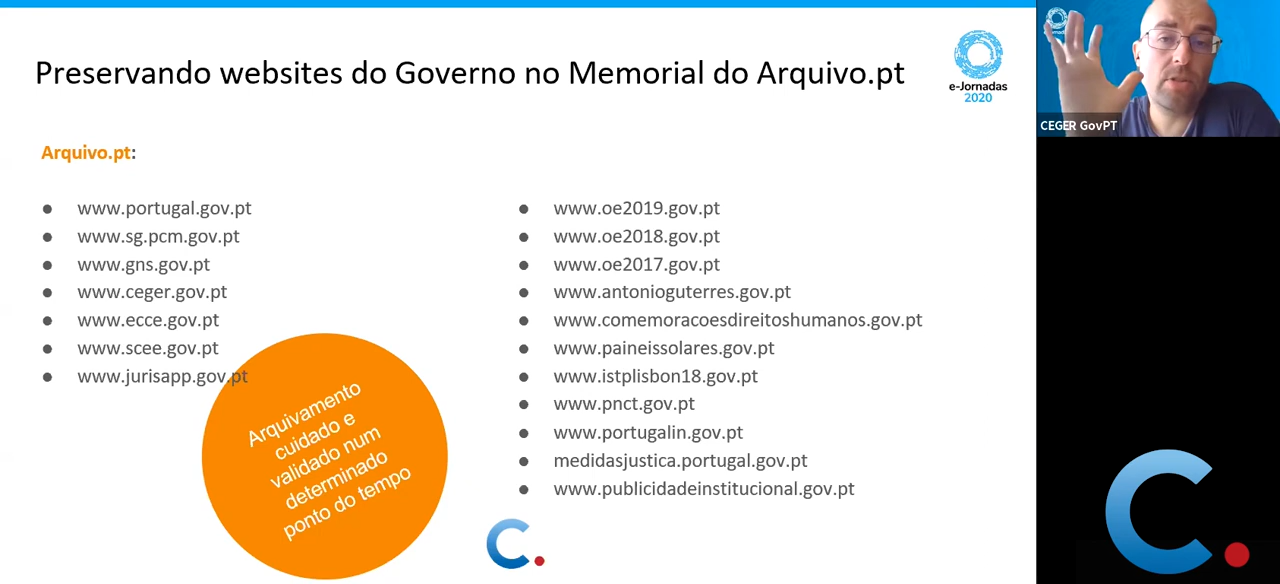 Preservando websites do Governo no Memorial do Arquivo.pt
e-Jornadas
2020
CEGER GovPT
Arquivo.pt:
● www.portugal.gov.pt
● www.sg.pcm.gov.pt
● www.gns.gov.pt
● www.ceger.gov.pt
● www.ecce.gov.pt
● www.scee.gov.pt
● www.jurisapp.gov.pt
● www.oe2019.gov.pt
● www.oe2018.gov.pt
● www.oe2017.gov.pt
● www.antonioguterres.gov.pt
● www.comemoracoesdireitoshumanos.gov.pt
● www.paineissolares.gov.pt
● www.istplisbon18.gov.pt
● www.pnct.gov.pt
● www.portugalin.gov.pt
● medidasjustica.portugal.gov.pt
● www.publicidadeinstitucional.gov.pt
Arquivamento
cuidado e
validado num
determinado
ponto do tempo
C.
C.